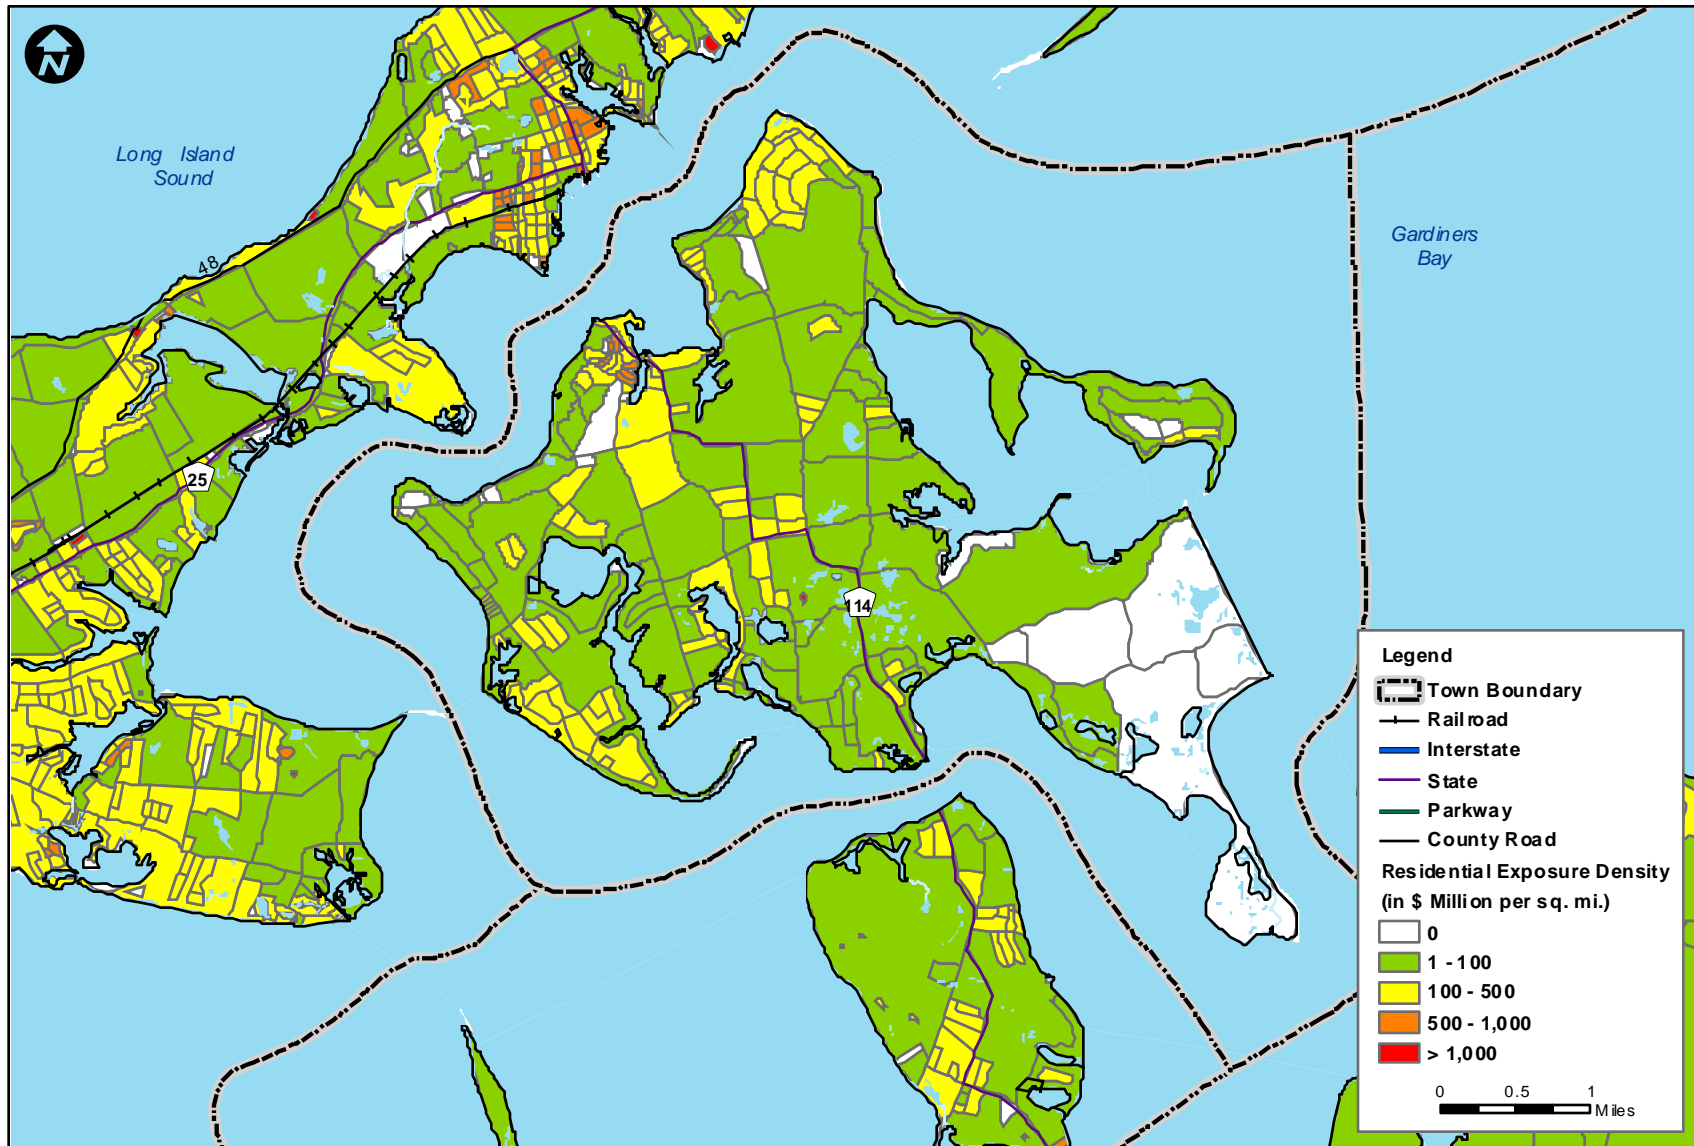 N
Long Island
Sound
Gardiners
Bay
48
25
114
Legend
Town Boundary
Railroad
Interstate
State
Parkway
County Road
Residential Exposure Density
(in $ Million per sq. mi.)
0
1 - 100
100 - 500
500 - 1,000
> 1,000
0 0.5 1
Miles